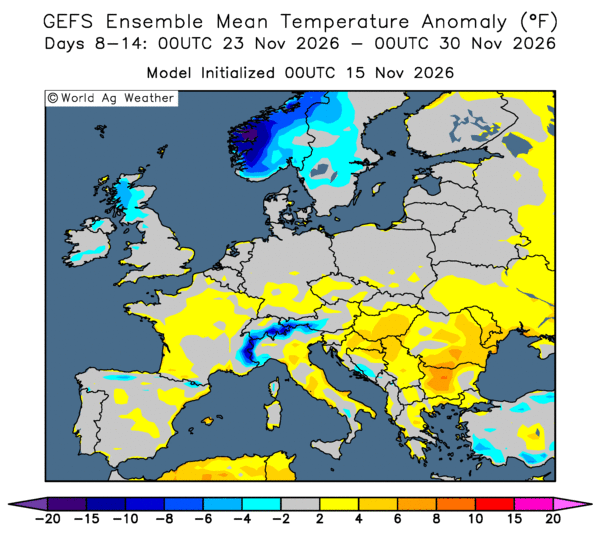 GEFS Ensemble Mean Temperature Anomaly (°F)
Days 8-14: 00UTC 23 Nov 2026 - 00UTC 30 Nov 2026
Model Initialized 00UTC 15 Nov 2026
© World Ag Weather
-20 -15 -10 -8 -6 -4 -2 2 4 6 8 10 15 20